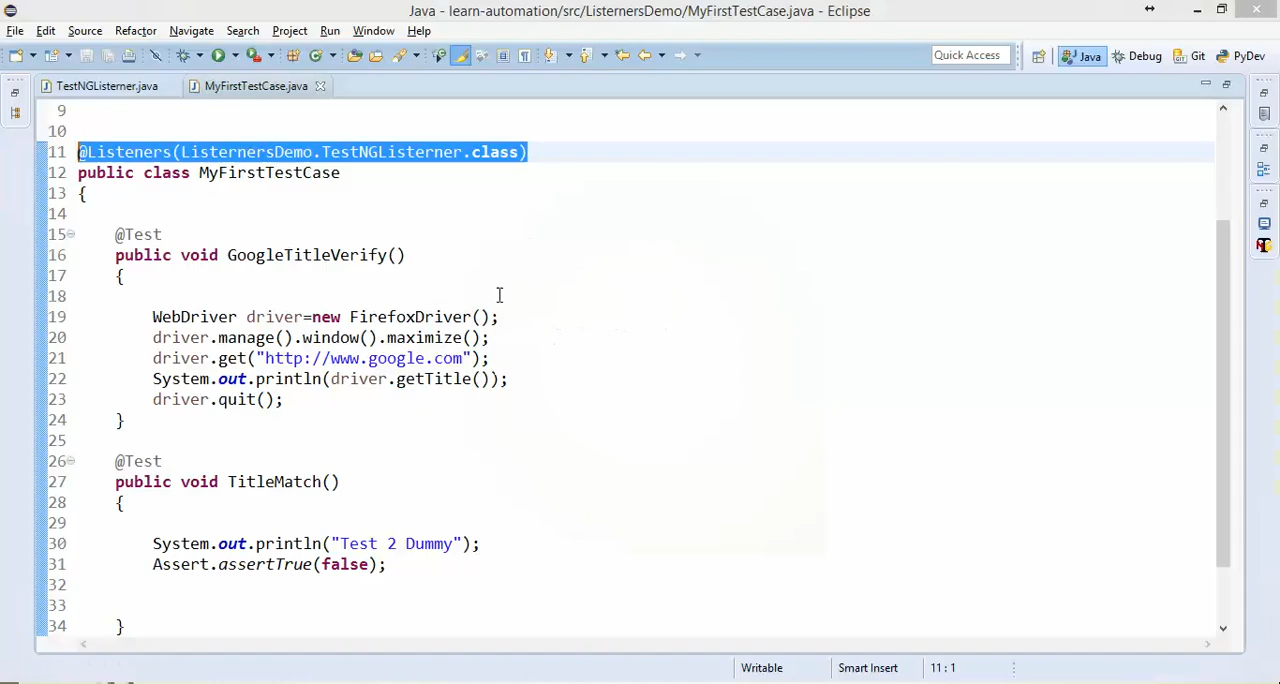 Java - learn-automation/src/ListernersDemo/MyFirstTestCase.java - Eclipse
File Edit Source Refactor Navigate Search Project Run Window Help
Quick Access Java Debug Git PyDev
TestNGListerner.java MyFirstTestCase.java
9
10
11 @Listeners(ListernersDemo.TestNGListerner.class)
12 public class MyFirstTestCase
13 {
14
15 @Test
16 public void GoogleTitleVerify()
17 {
18
19 WebDriver driver=new FirefoxDriver();
20 driver.manage().window().maximize();
21 driver.get("http://www.google.com");
22 System.out.println(driver.getTitle());
23 driver.quit();
24 }
25
26 @Test
27 public void TitleMatch()
28 {
29
30 System.out.println("Test 2 Dummy");
31 Assert.assertTrue(false);
32
33
34 }
Writable Smart Insert 11 : 1